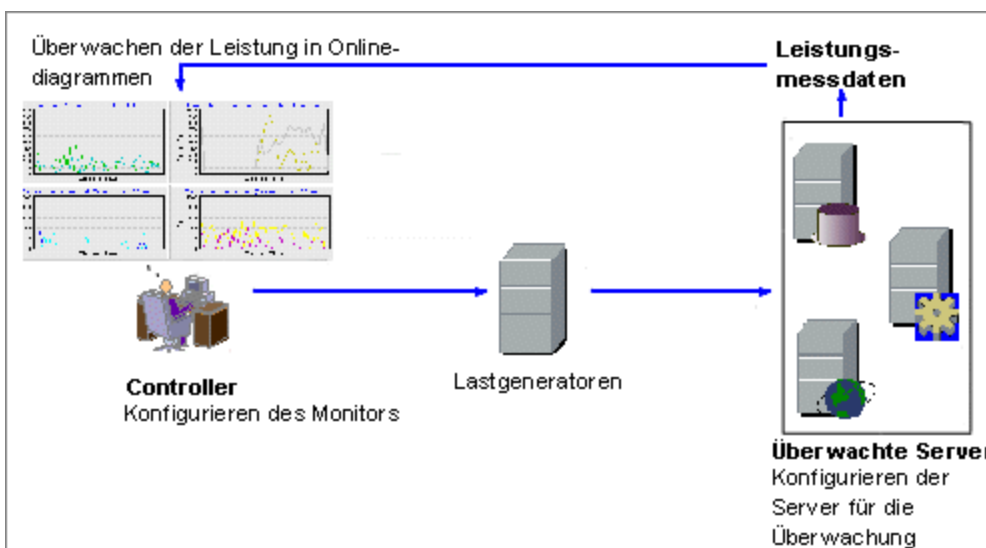 Überwachen der Leistung in Online-
diagrammen
Leistungs-
messdaten
Controller
Konfigurieren des Monitors
Lastgeneratoren
Überwachte Server
Konfigurieren der
Server für die
Überwachung